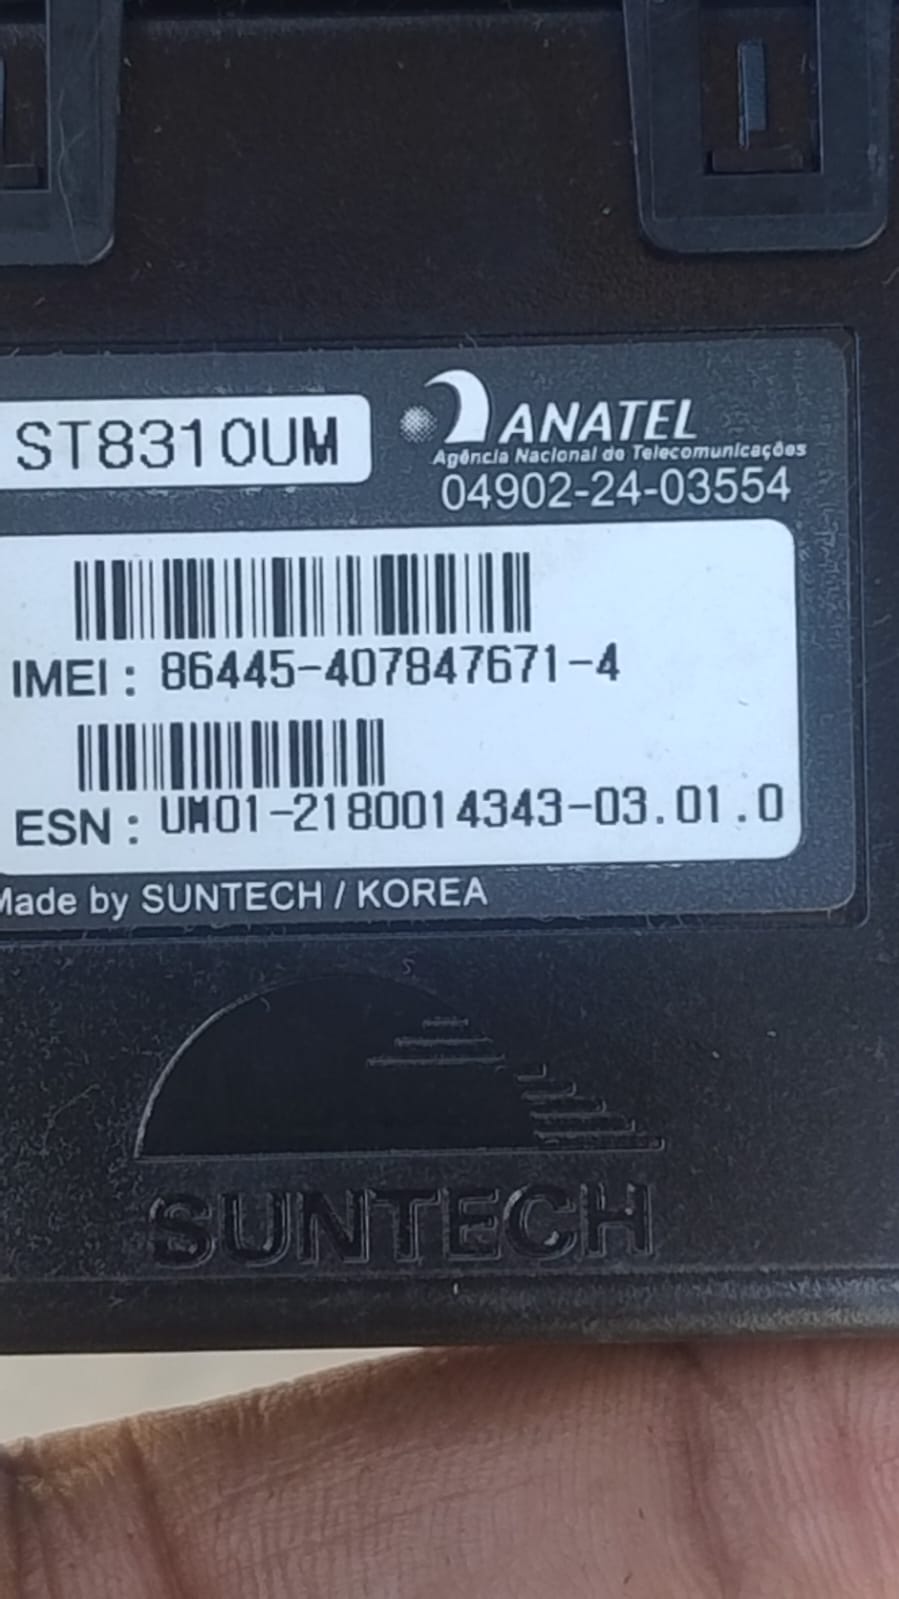 ST8310UM
ANATEL
Agência Nacional de Telecomunicações
04902-24-03554
IMEI : 86445-407847671-4
ESN : UM01-2180014343-03.01.0
Made by SUNTECH / KOREA
SUNTECH